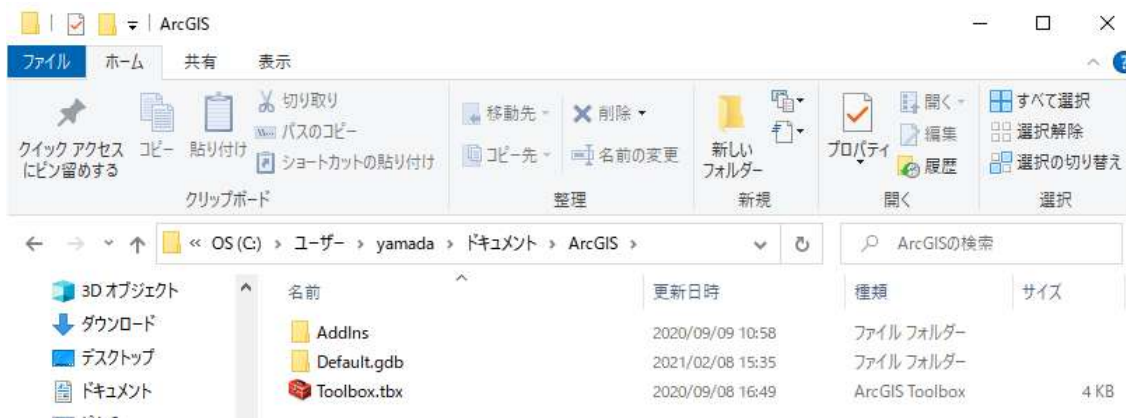 ArcGIS
ファイル ホーム 共有 表示
クイック アクセス
にピン留めする
コピー
貼り付け
切り取り
パスのコピー
ショートカットの貼り付け
クリップボード
移動先
コピー先
削除
名前の変更
整理
新しい
フォルダー
新規
プロパティ
開く
編集
履歴
開く
すべて選択
選択解除
選択の切り替え
選択
« OS (C:) › ユーザー › yamada › ドキュメント › ArcGIS ›
ArcGISの検索
3D オブジェクト
ダウンロード
デスクトップ
ドキュメント
名前 更新日時 種類 サイズ
AddIns 2020/09/09 10:58 ファイル フォルダー
Default.gdb 2021/02/08 15:35 ファイル フォルダー
Toolbox.tbx 2020/09/08 16:49 ArcGIS Toolbox 4 KB